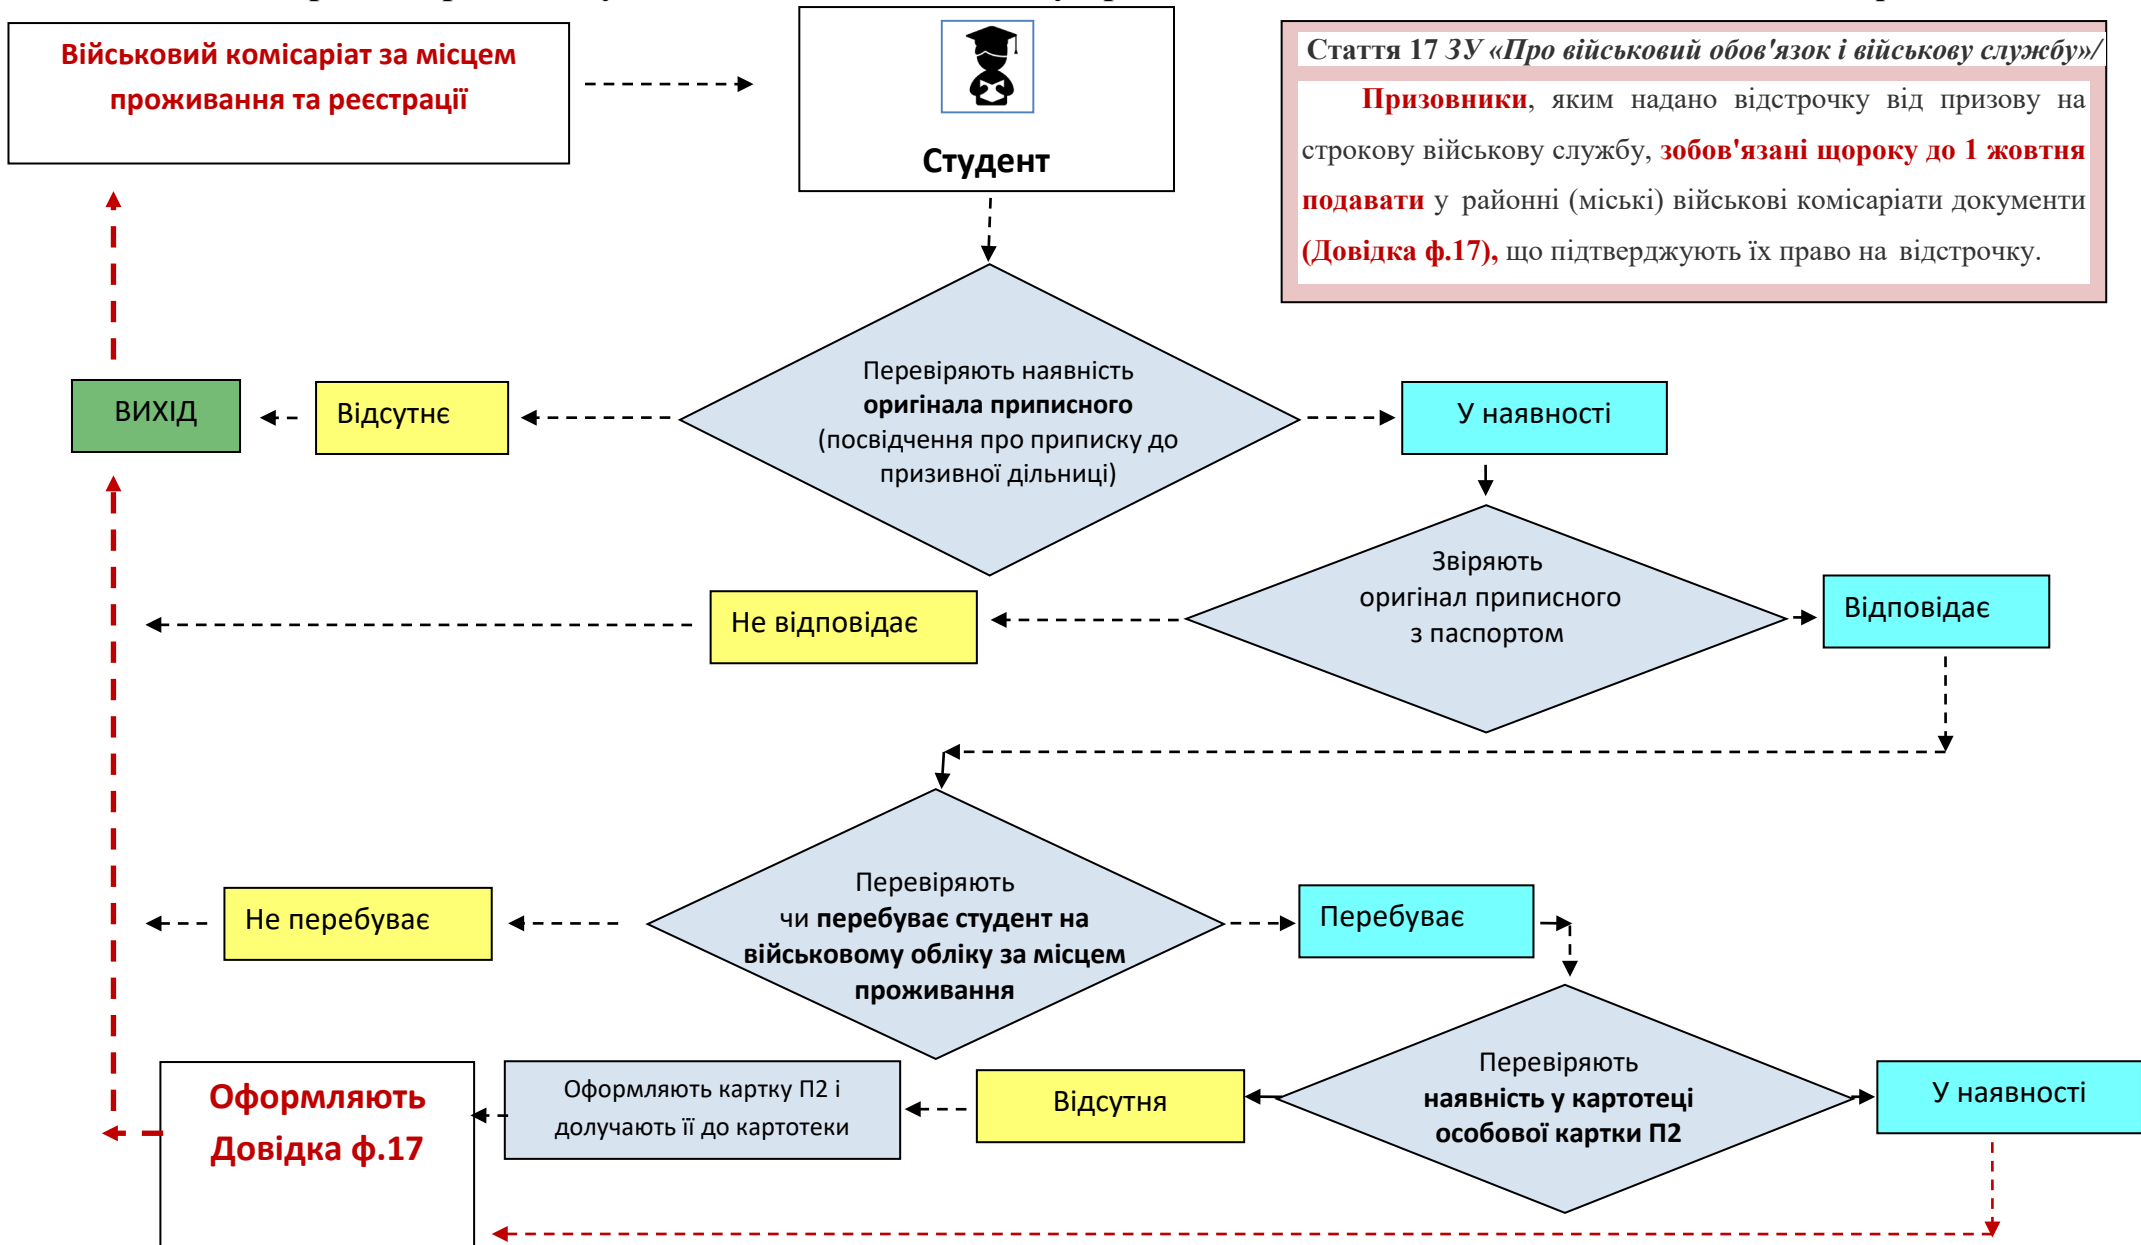 Військовий комісаріат за місцем
проживання та реєстрації
Студент
Стаття 17 ЗУ «Про військовий обов'язок і військову службу»/
Призовники, яким надано відстрочку від призову на
строкову військову службу, зобов'язані щороку до 1 жовтня
подавати у районні (міські) військові комісаріати документи
(Довідка ф.17), що підтверджують їх право на відстрочку.
Перевіряють наявність
оригінала приписного
(посвідчення про приписку до
призивної дільниці)
ВИХІД
Відсутнє
У наявності
Звіряють
оригінал приписного
з паспортом
Не відповідає
Відповідає
Перевіряють
чи перебуває студент на
військовому обліку за місцем
проживання
Не перебуває
Перебуває
Перевіряють
наявність у картотеці
особової картки П2
У наявності
Відсутня
Оформляють картку П2 і
долучають її до картотеки
Оформляють
Довідка ф.17